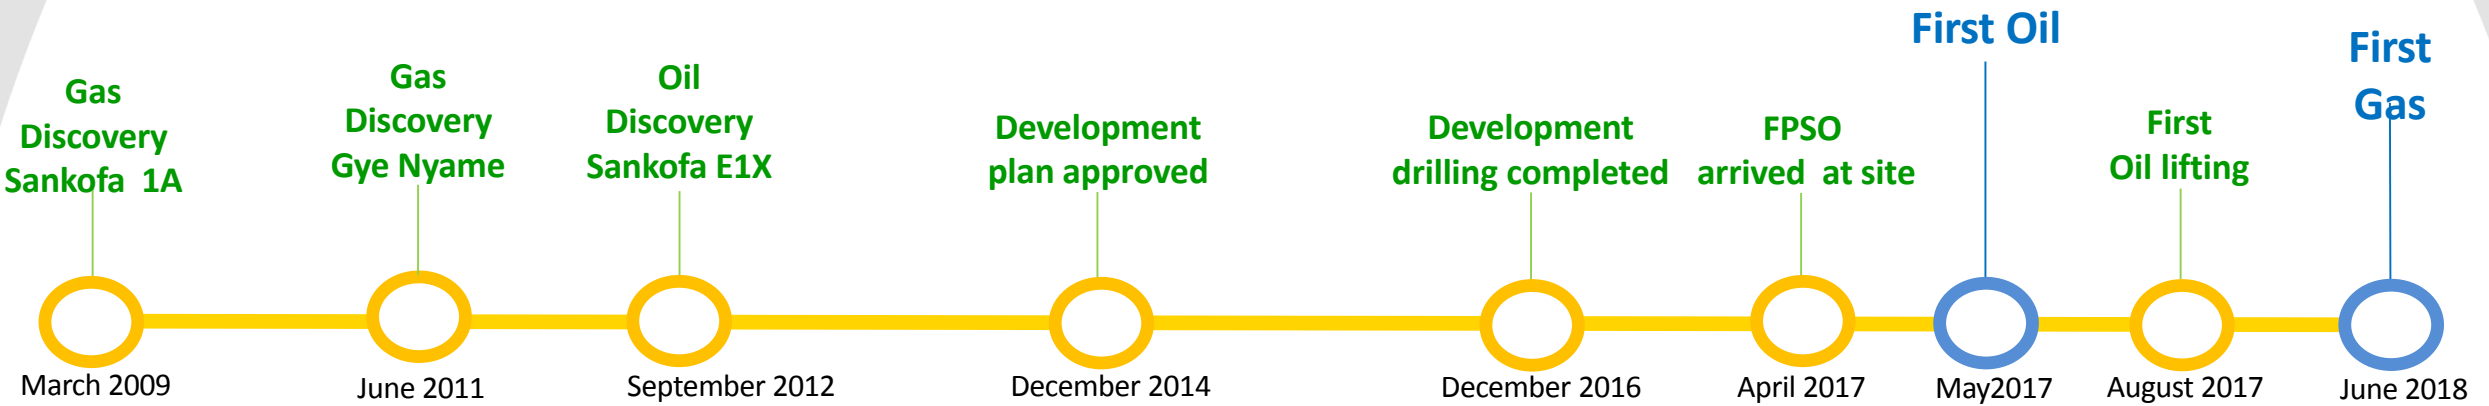 Gas
Discovery
Sankofa 1A
Gas
Discovery
Gye Nyame
Oil
Discovery
Sankofa E1X
Development
plan approved
Development
drilling completed
FPSO
arrived at site
First Oil
First
Oil lifting
First
Gas
March 2009
June 2011
September 2012
December 2014
December 2016
April 2017
May2017
August 2017
June 2018